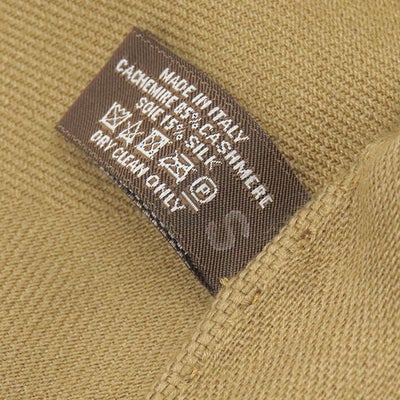 MADE IN ITALY
CACHEMIRE 85% CASHMERE
SOIE 15% SILK
P
DRY CLEAN ONLY
S